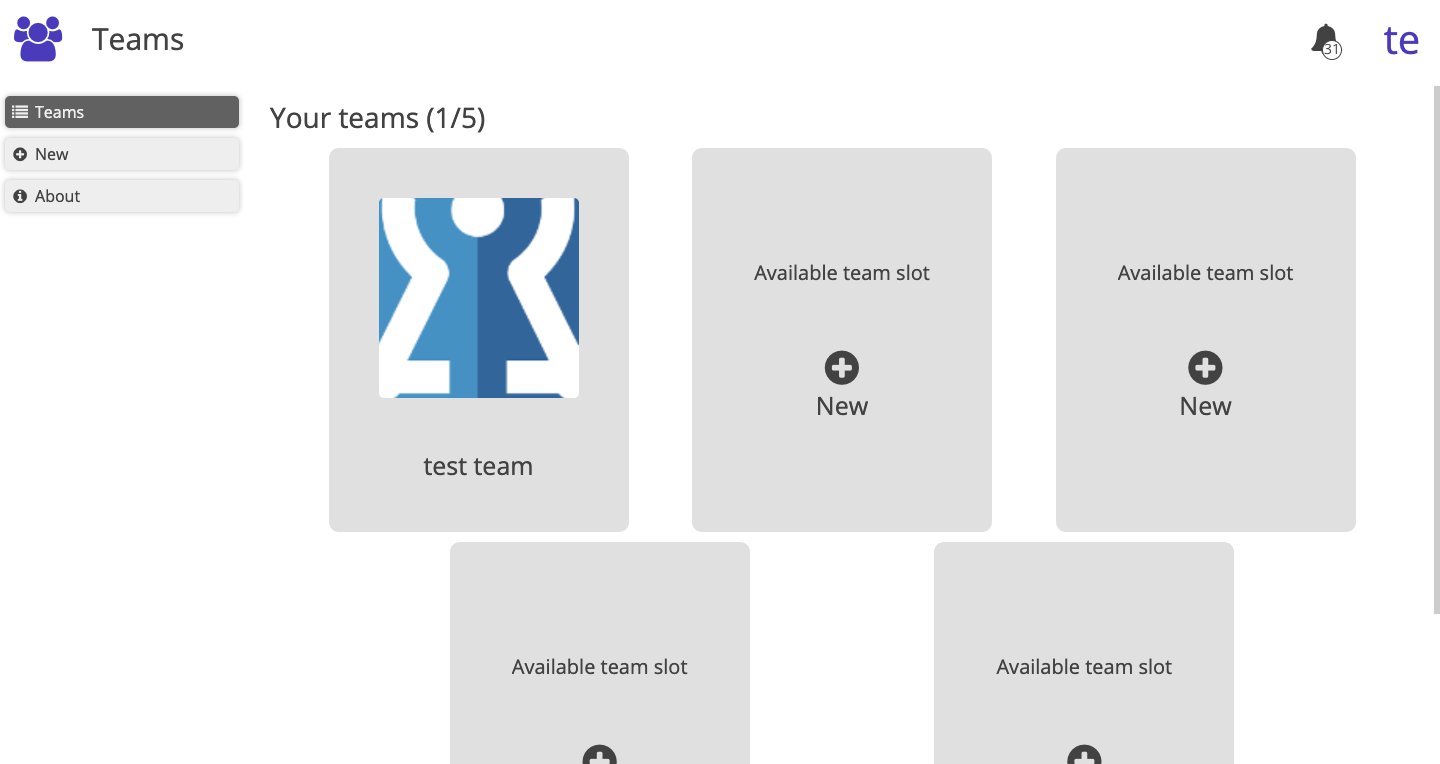 Teams
31
te
Teams
New
About
Your teams (1/5)
test team
Available team slot
New
Available team slot
New
Available team slot
Available team slot